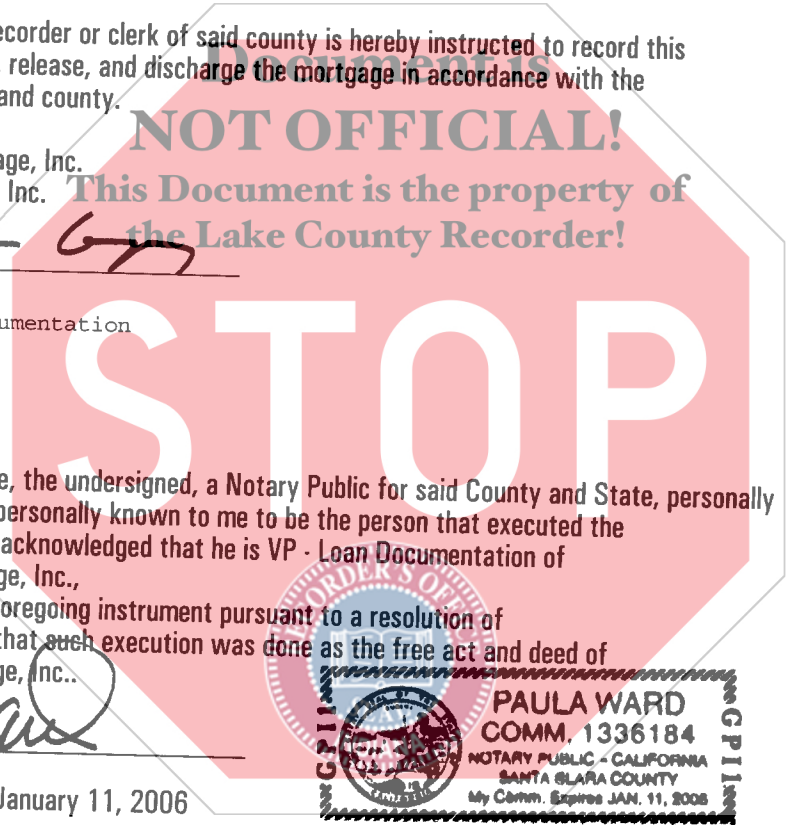 ecorder or clerk of said county is hereby instructed to record this
release, and discharge the mortgage in accordance with the
and county.
Document is
NOT OFFICIAL!
This Document is the property of
the Lake County Recorder!
age, Inc.
Inc.
umentation
STOP
e, the undersigned, a Notary Public for said County and State, personally
personally known to me to be the person that executed the
acknowledged that he is VP - Loan Documentation of
ge, Inc.,
oregoing instrument pursuant to a resolution of
that such execution was done as the free act and deed of
ge, Inc..
RECORDER'S OFFICE
PAULA WARD
COMM. 1336184
NOTARY PUBLIC - CALIFORNIA
SANTA CLARA COUNTY
My Comm. Expires JAN. 11, 2006
GPI1
GPI1
January 11, 2006